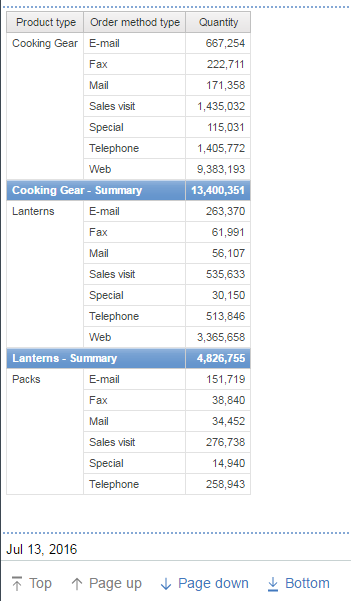 Product type Order method type Quantity
Cooking Gear E-mail 667,254
Fax 222,711
Mail 171,358
Sales visit 1,435,032
Special 115,031
Telephone 1,405,772
Web 9,383,193
Cooking Gear - Summary 13,400,351
Lanterns E-mail 263,370
Fax 61,991
Mail 56,107
Sales visit 535,633
Special 30,150
Telephone 513,846
Web 3,365,658
Lanterns - Summary 4,826,755
Packs E-mail 151,719
Fax 38,840
Mail 34,452
Sales visit 276,738
Special 14,940
Telephone 258,943
Jul 13, 2016
Top Page up Page down Bottom